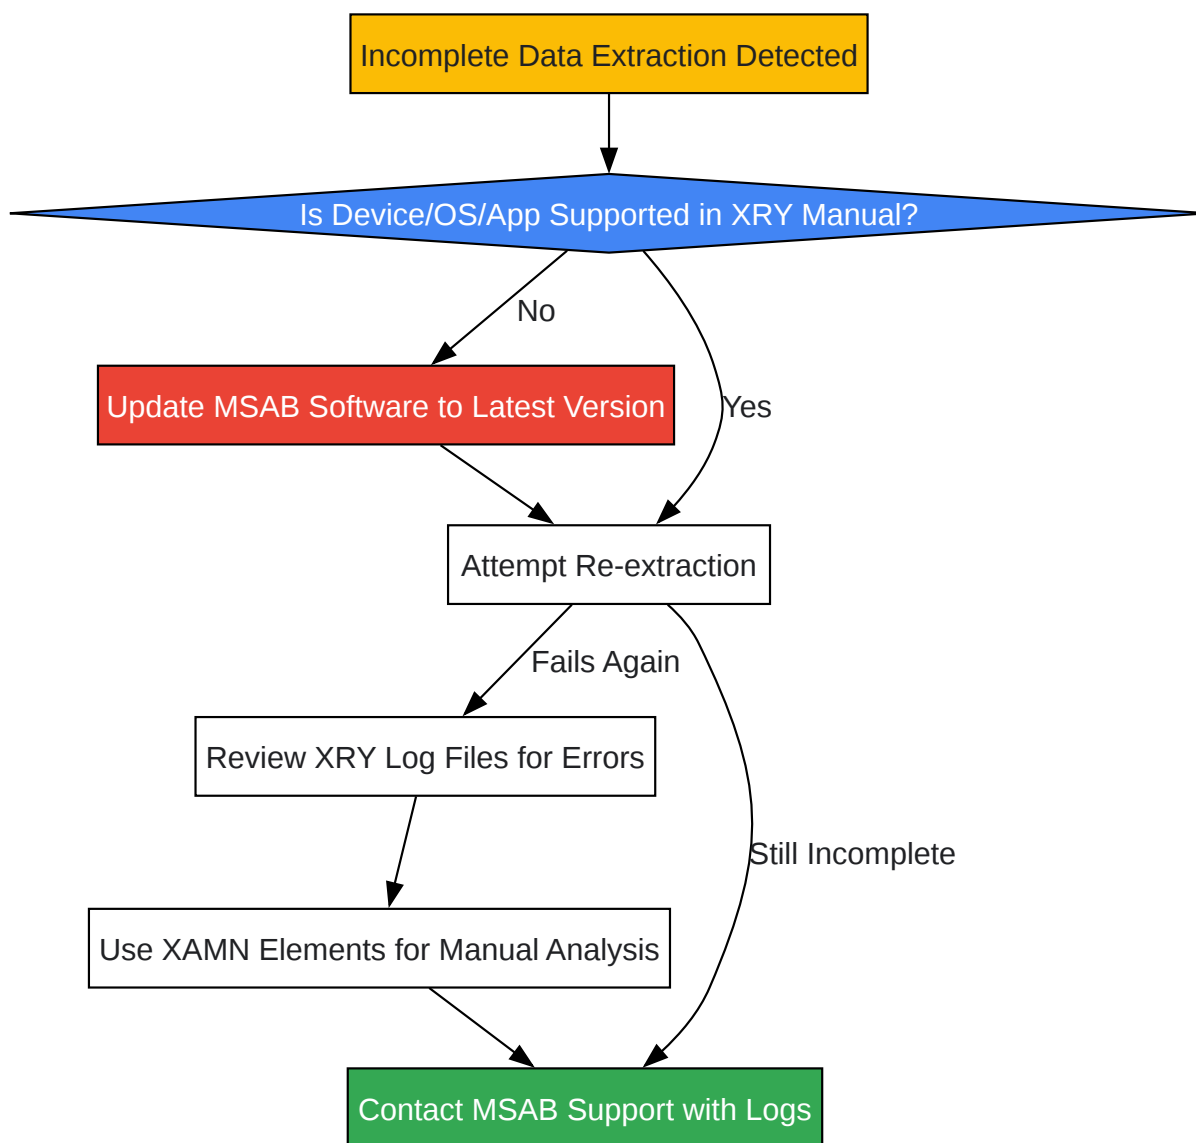 Incomplete Data Extraction Detected
Is Device/OS/App Supported in XRY Manual?
No
Update MSAB Software to Latest Version
Yes
Attempt Re-extraction
Fails Again
Review XRY Log Files for Errors
Still Incomplete
Use XAMN Elements for Manual Analysis
Contact MSAB Support with Logs